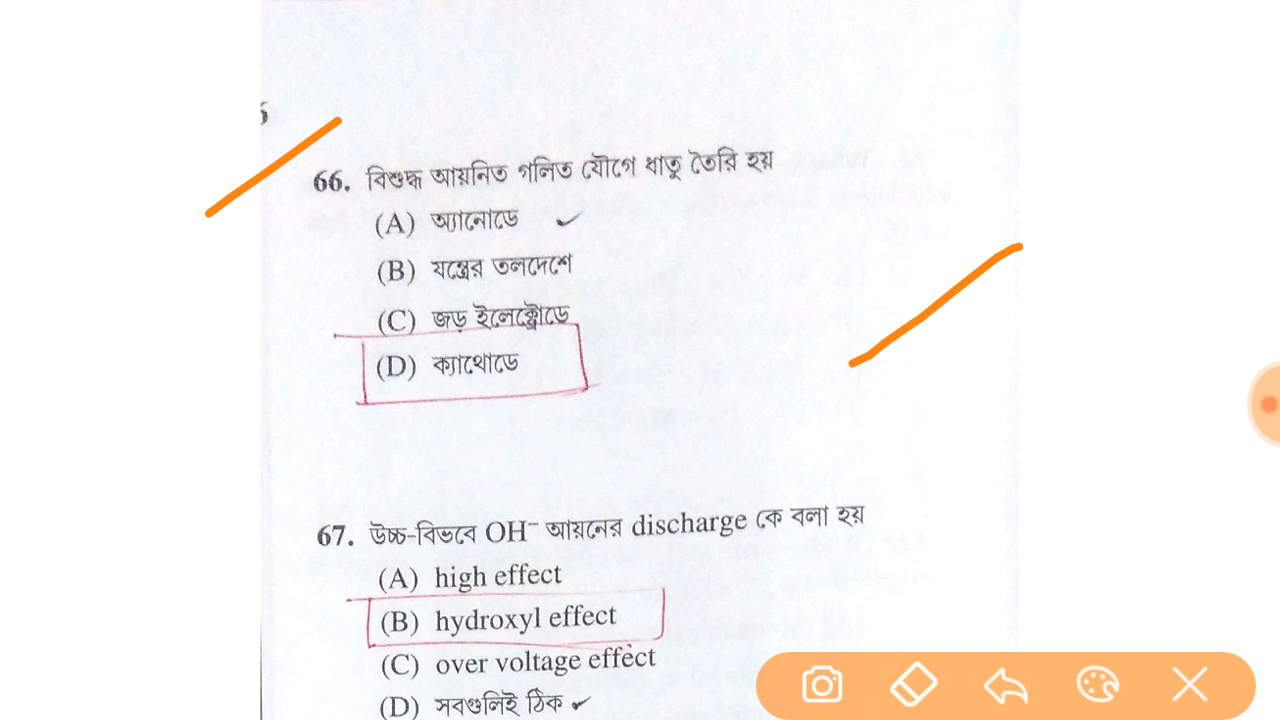 66. বিশুদ্ধ আয়নিত গলিত যৌগে ধাতু তৈরি হয়
(A) অ্যানোডে
(B) যন্ত্রের তলদেশে
(C) জড় ইলেক্ট্রোডে
(D) ক্যাথোডে
67. উচ্চ-বিভবে OH⁻ আয়নের discharge কে বলা হয়
(A) high effect
(B) hydroxyl effect
(C) over voltage effect
(D) সবগুলিই ঠিক